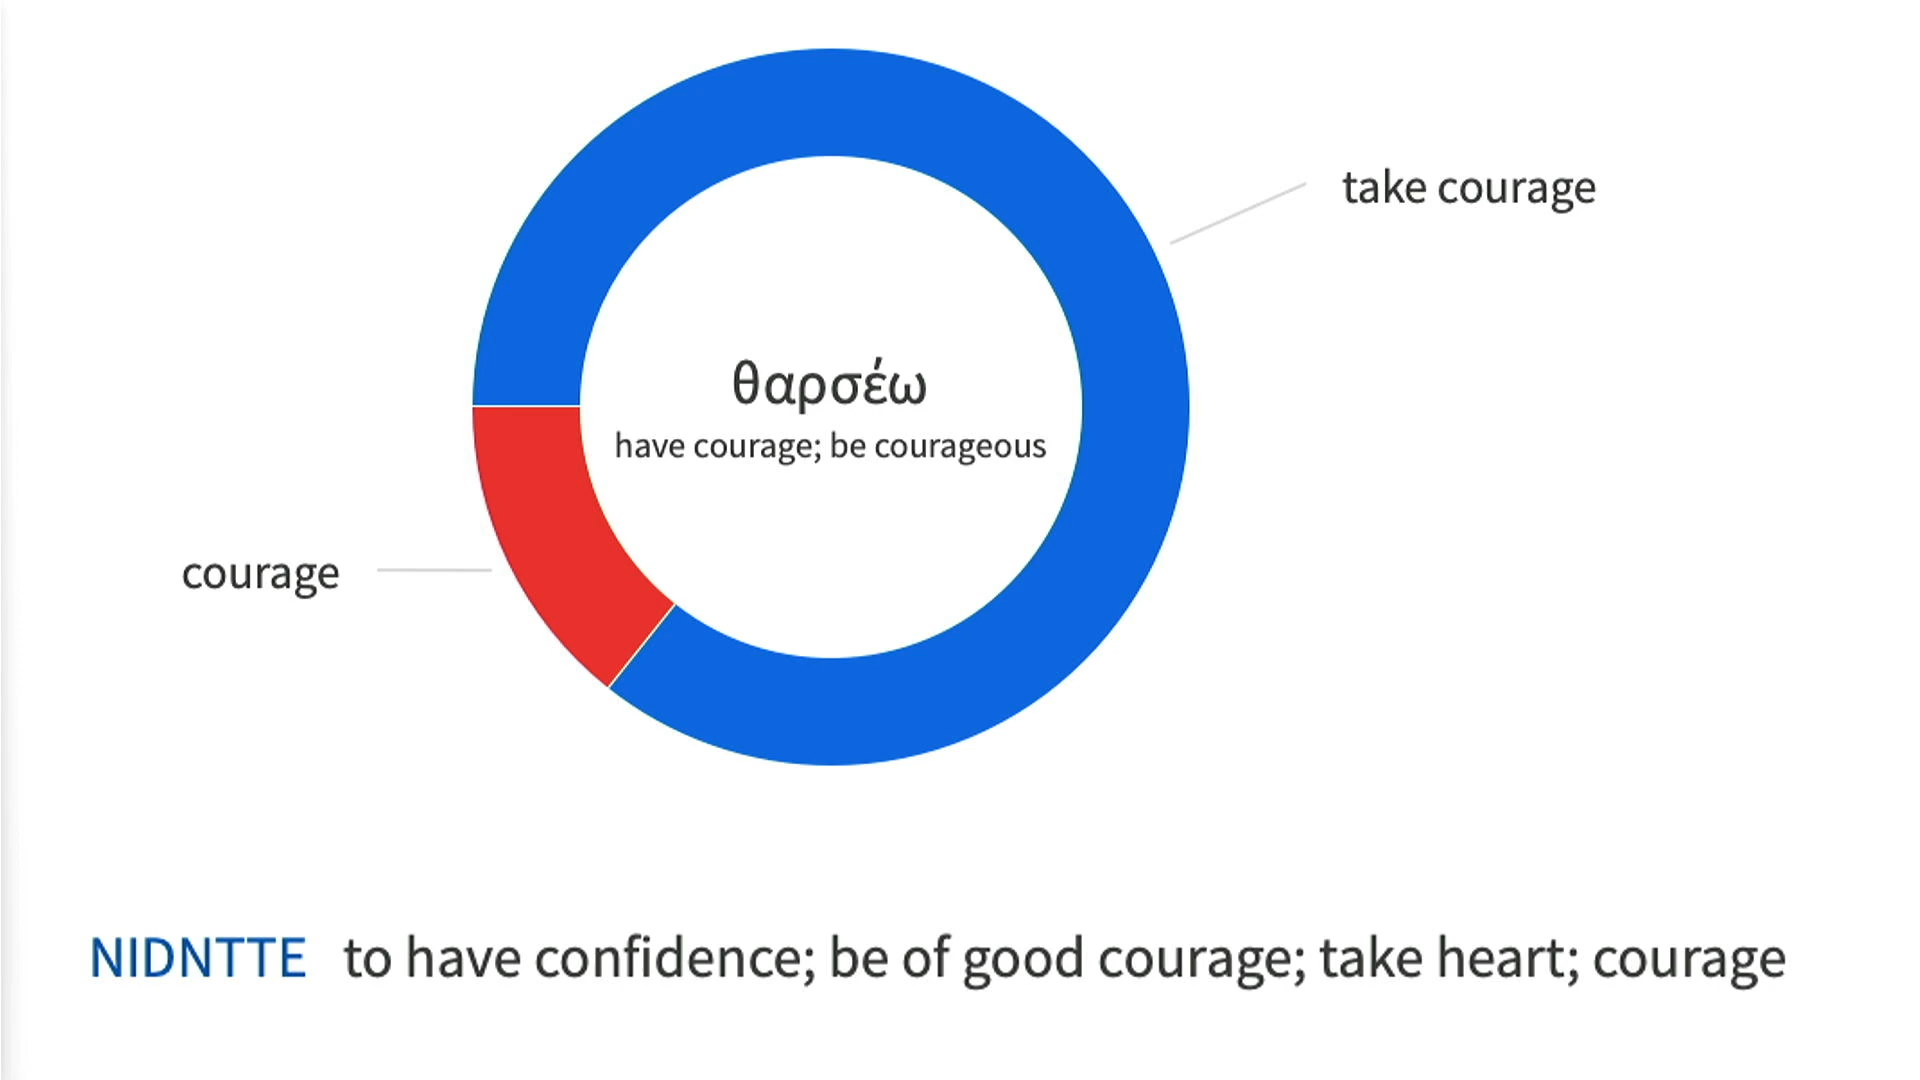 take courage
θαρσέω
have courage; be courageous
courage
NIDNTTE to have confidence; be of good courage; take heart; courage